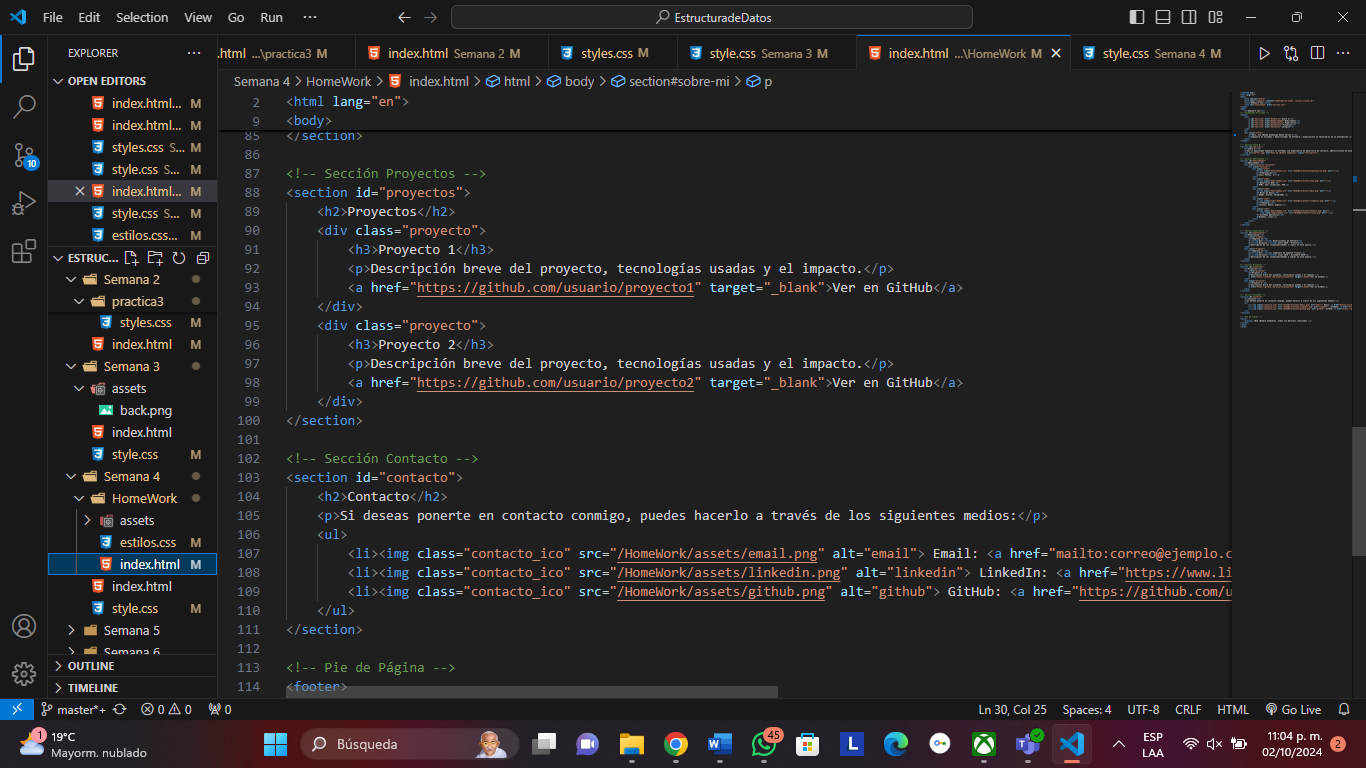 File Edit Selection View Go Run ··· EstructuradeDatos
EXPLORER ···
OPEN EDITORS
index.html... M
index.html... M
styles.css S... M
style.css S... M
index.html... M
style.css S... M
estilos.css... M
ESTRUC...
Semana 2
practica3
styles.css M
index.html M
Semana 3
assets
back.png
index.html
style.css M
Semana 4
HomeWork
assets
estilos.css M
index.html M
index.html
style.css M
Semana 5
Semana 6
OUTLINE
TIMELINE
.html ...\practica3 M index.html Semana 2 M styles.css M style.css Semana 3 M index.html ...\HomeWork M style.css Semana 4 M
Semana 4 > HomeWork > index.html > html > body > section#sobre-mi > p
2 <html lang="en">
9 <body>
85 </section>
86
87 <!-- Sección Proyectos -->
88 <section id="proyectos">
89 <h2>Proyectos</h2>
90 <div class="proyecto">
91 <h3>Proyecto 1</h3>
92 <p>Descripción breve del proyecto, tecnologías usadas y el impacto.</p>
93 <a href="https://github.com/usuario/proyecto1" target="_blank">Ver en GitHub</a>
94 </div>
95 <div class="proyecto">
96 <h3>Proyecto 2</h3>
97 <p>Descripción breve del proyecto, tecnologías usadas y el impacto.</p>
98 <a href="https://github.com/usuario/proyecto2" target="_blank">Ver en GitHub</a>
99 </div>
100 </section>
101
102 <!-- Sección Contacto -->
103 <section id="contacto">
104 <h2>Contacto</h2>
105 <p>Si deseas ponerte en contacto conmigo, puedes hacerlo a través de los siguientes medios:</p>
106 <ul>
107 <li><img class="contacto_ico" src="/HomeWork/assets/email.png" alt="email"> Email: <a href="mailto:correo@ejemplo.c
108 <li><img class="contacto_ico" src="/HomeWork/assets/linkedin.png" alt="linkedin"> LinkedIn: <a href="https://www.li
109 <li><img class="contacto_ico" src="/HomeWork/assets/github.png" alt="github"> GitHub: <a href="https://github.com/u
110 </ul>
111 </section>
112
113 <!-- Pie de Página -->
114 <footer>
10
master*+ 0 0 0 Ln 30, Col 25 Spaces: 4 UTF-8 CRLF HTML Go Live
1
19°C
Mayorm. nublado
Búsqueda
45
L
ESP
LAA
11:04 p. m.
02/10/2024
2